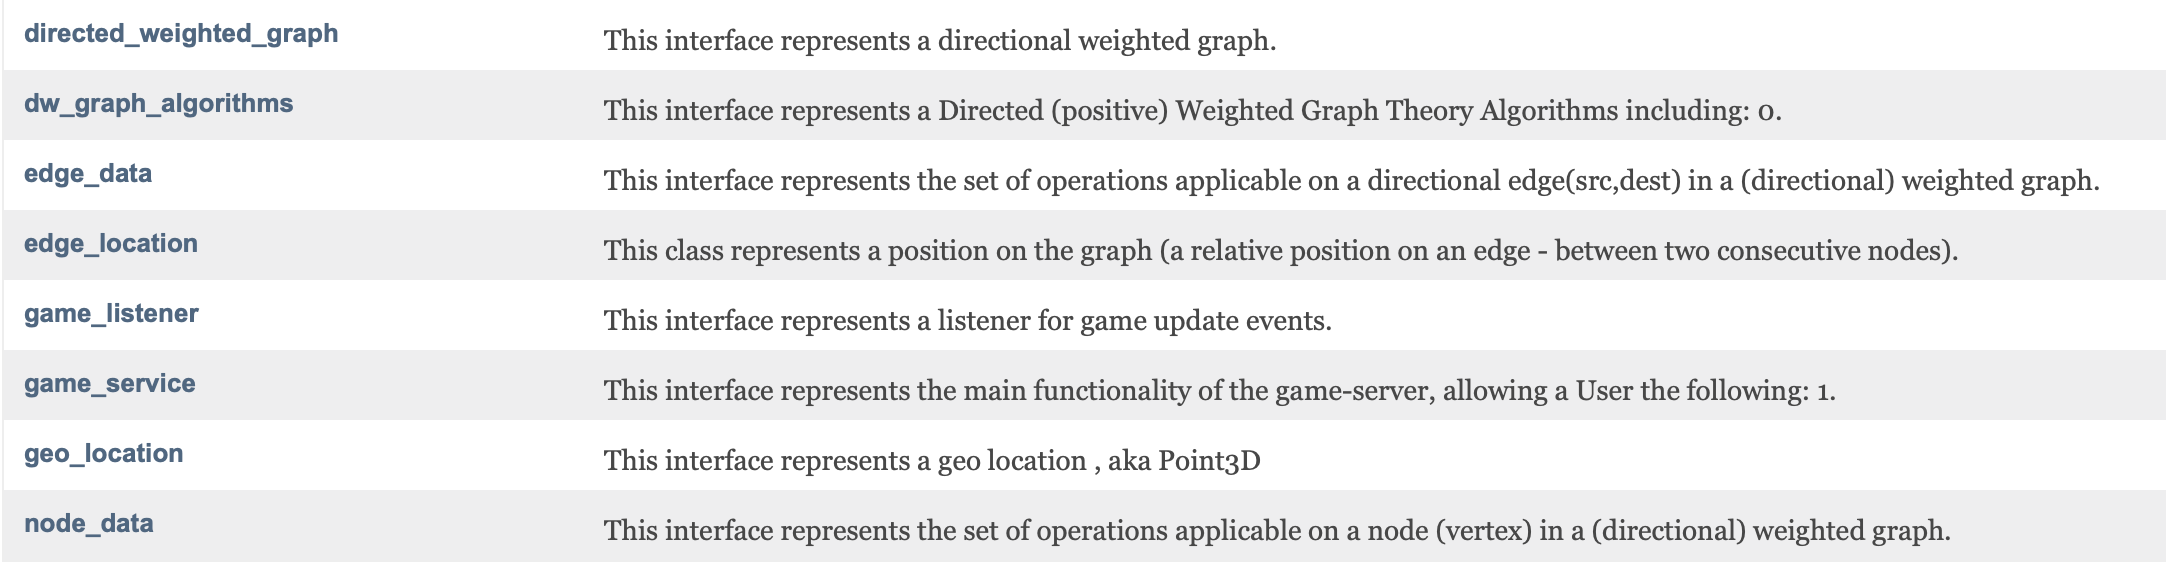 directed_weighted_graph This interface represents a directional weighted graph.
dw_graph_algorithms This interface represents a Directed (positive) Weighted Graph Theory Algorithms including: 0.
edge_data This interface represents the set of operations applicable on a directional edge(src,dest) in a (directional) weighted graph.
edge_location This class represents a position on the graph (a relative position on an edge - between two consecutive nodes).
game_listener This interface represents a listener for game update events.
game_service This interface represents the main functionality of the game-server, allowing a User the following: 1.
geo_location This interface represents a geo location , aka Point3D
node_data This interface represents the set of operations applicable on a node (vertex) in a (directional) weighted graph.